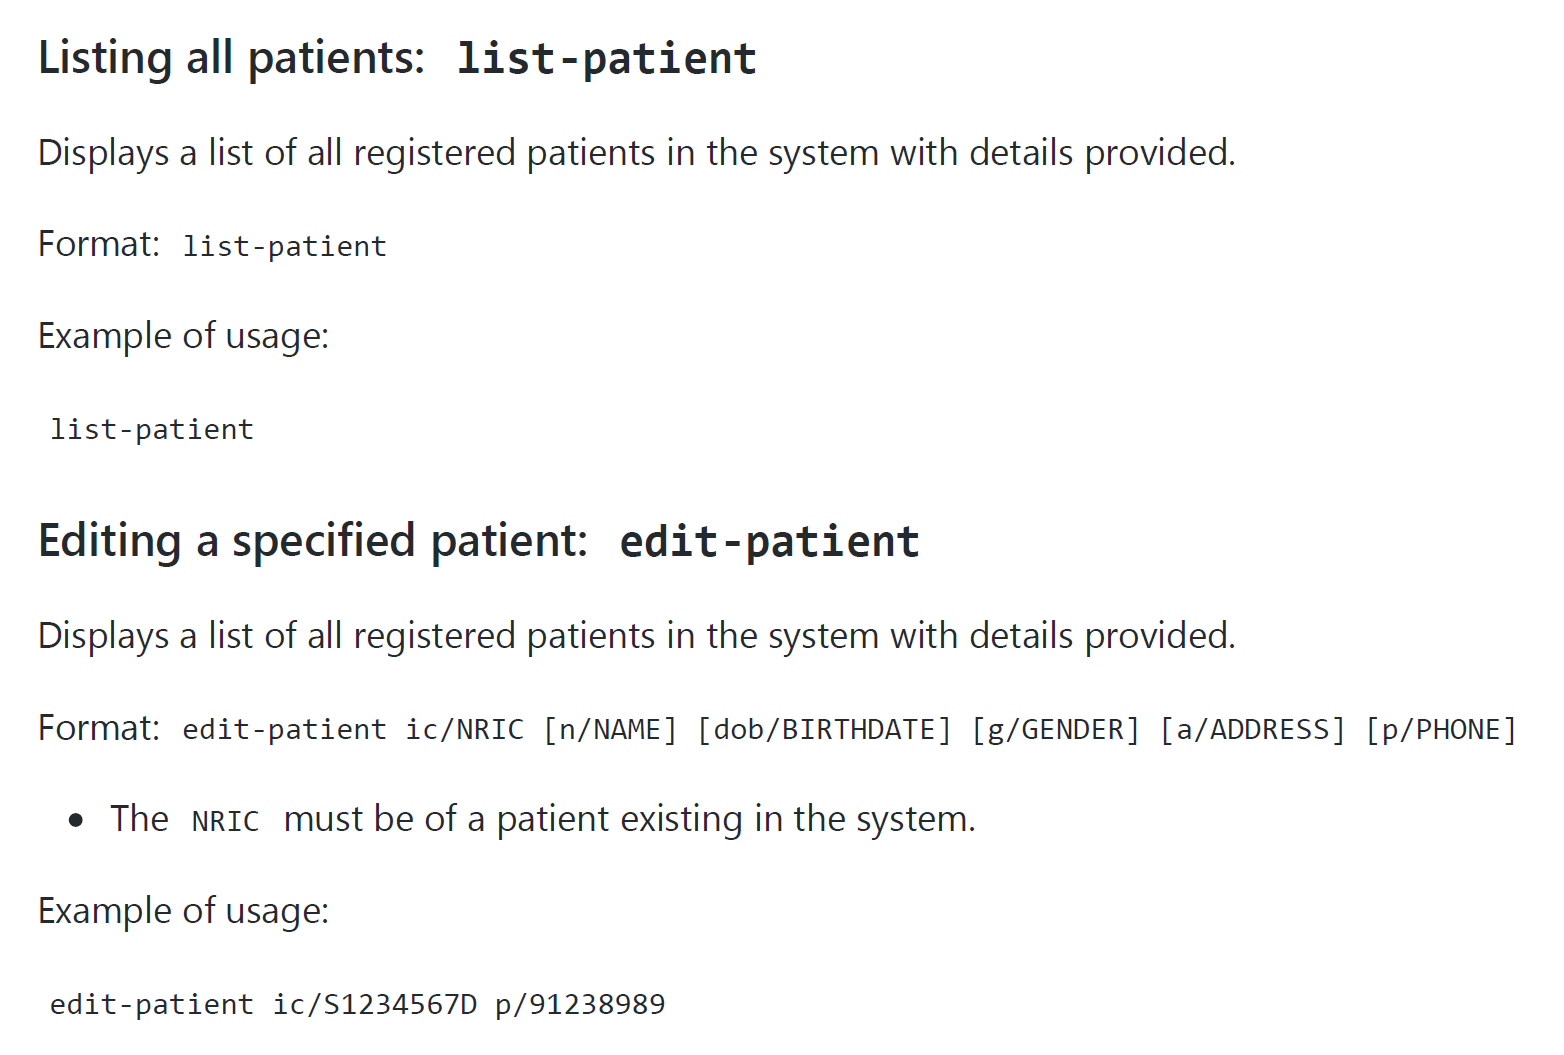 Listing all patients: list-patient
Displays a list of all registered patients in the system with details provided.
Format: list-patient
Example of usage:
list-patient
Editing a specified patient: edit-patient
Displays a list of all registered patients in the system with details provided.
Format: edit-patient ic/NRIC [n/NAME] [dob/BIRTHDATE] [g/GENDER] [a/ADDRESS] [p/PHONE]
• The NRIC must be of a patient existing in the system.
Example of usage:
edit-patient ic/S1234567D p/91238989